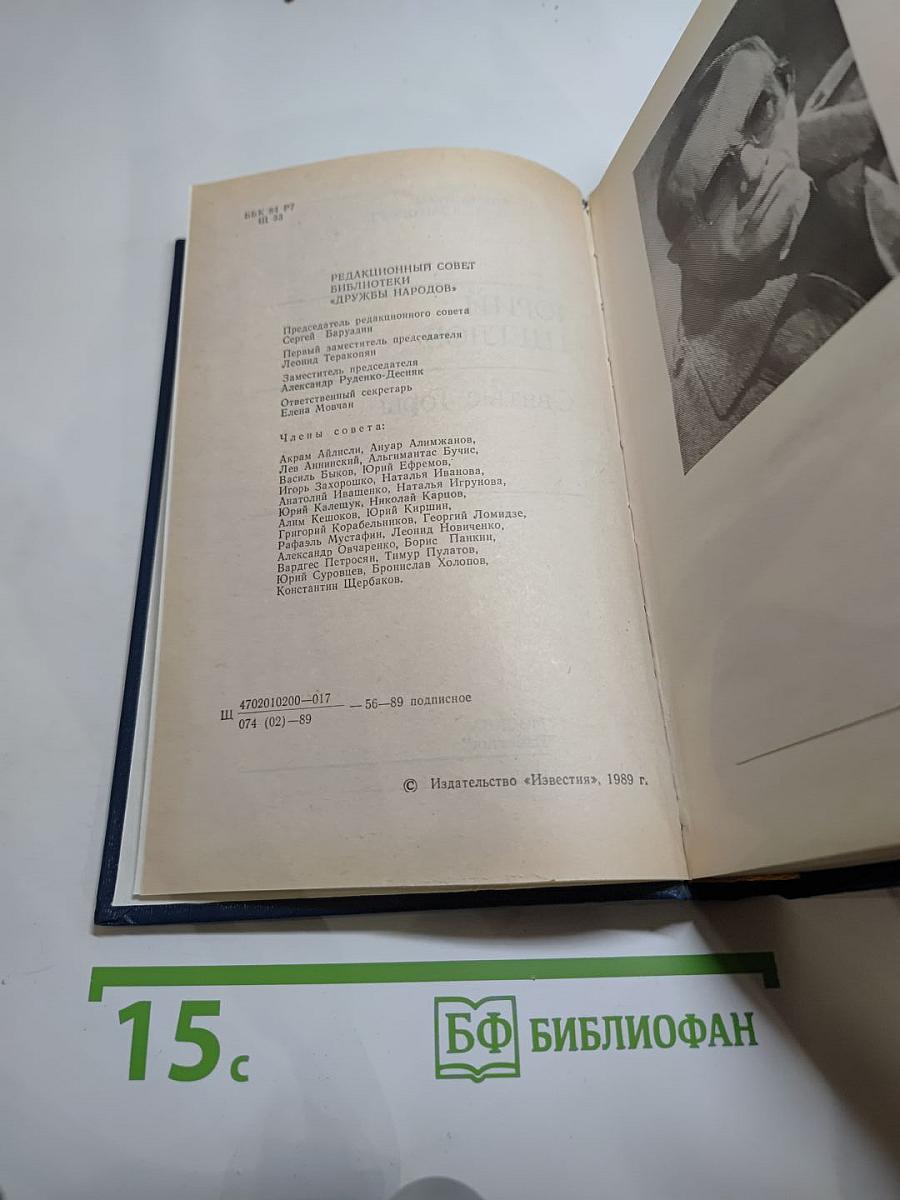 ББК 84 Р7
Щ 33
РЕДАКЦИОННЫЙ СОВЕТ
БИБЛИОТЕКИ
«ДРУЖБЫ НАРОДОВ»
Председатель редакционного совета
Сергей Баруздин
Первый заместитель председателя
Леонид Теракопян
Заместитель председателя
Александр Руденко-Десняк
Ответственный секретарь
Елена Мовчан
Члены совета:
Акрам Айлисли, Ануар Алимжанов,
Лев Аннинский, Альгимантас Бучис,
Василь Быков, Юрий Ефремов,
Игорь Захорошко, Наталья Иванова,
Анатолий Иващенко, Наталья Игрунова,
Юрий Калещук, Николай Карцов,
Алим Кешоков, Юрий Киршин,
Григорий Корабельников, Георгий Ломидзе,
Рафаэль Мустафин, Леонид Новиченко,
Александр Овчаренко, Борис Панкин,
Вардгес Петросян, Тимур Пулатов,
Юрий Суровцев, Бронислав Холопов,
Константин Щербаков.
Щ 4702010200—017
074 (02)—89
— 56—89 подписное
© Издательство «Известия», 1989 г.
15 с
БФ БИБЛИОФАН